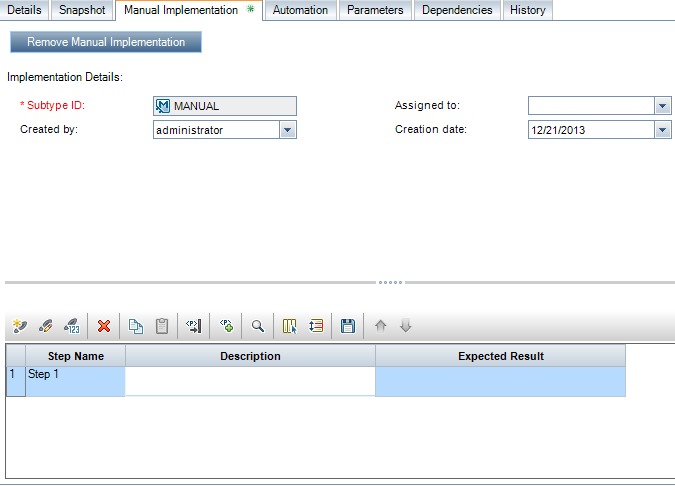 Details Snapshot Manual Implementation * Automation Parameters Dependencies History
Remove Manual Implementation
Implementation Details:
* Subtype ID: MANUAL Assigned to:
Created by: administrator Creation date: 12/21/2013
123 <P> <P>
Step Name Description Expected Result
1 Step 1